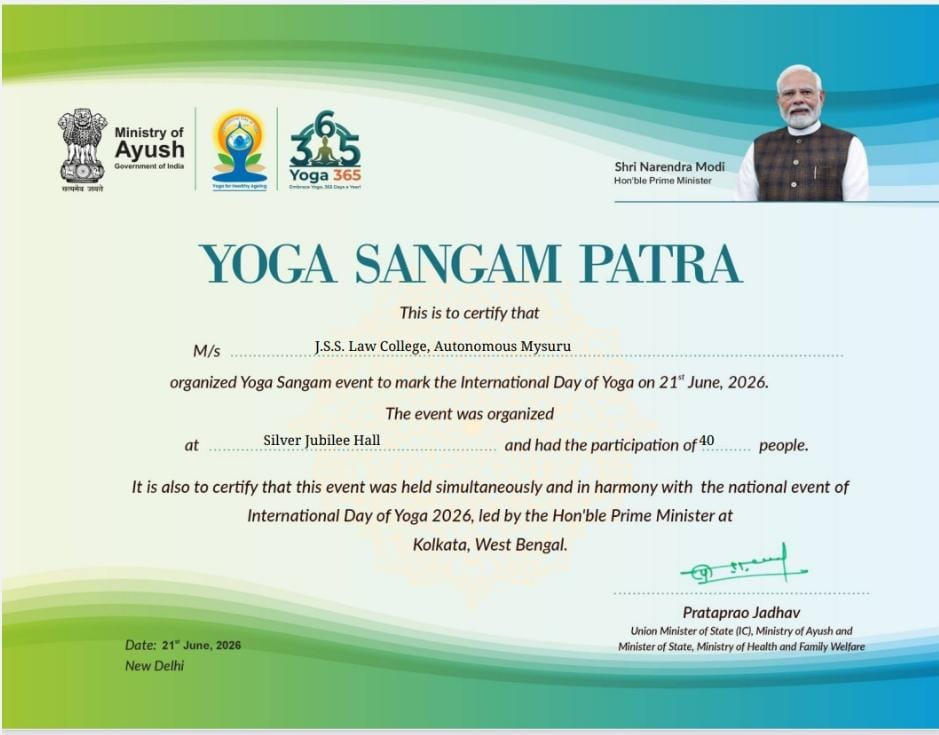 Ministry of
Ayush
Government of India
सत्यमेव जयते
Yoga for Healthy Ageing
365
Yoga 365
Embrace Yoga, 365 Days a Year!
Shri Narendra Modi
Hon'ble Prime Minister
YOGA SANGAM PATRA
This is to certify that
M/s J.S.S. Law College, Autonomous Mysuru
organized Yoga Sangam event to mark the International Day of Yoga on 21st June, 2026.
The event was organized
at Silver Jubilee Hall and had the participation of 40 people.
It is also to certify that this event was held simultaneously and in harmony with the national event of
International Day of Yoga 2026, led by the Hon'ble Prime Minister at
Kolkata, West Bengal.
Prataprao Jadhav
Union Minister of State (IC), Ministry of Ayush and
Minister of State, Ministry of Health and Family Welfare
Date: 21st June, 2026
New Delhi